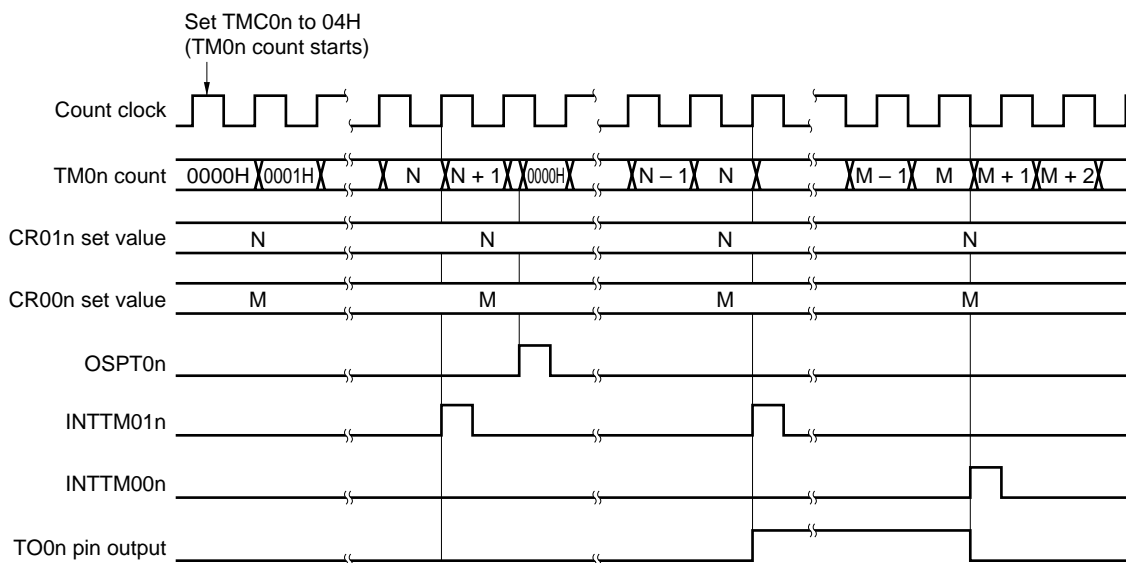 Set TMC0n to 04H
(TM0n count starts)
Count clock
TM0n count 0000H 0001H N N + 1 0000H N – 1 N M – 1 M M + 1 M + 2
CR01n set value N N N N
CR00n set value M M M M
OSPT0n
INTTM01n
INTTM00n
TO0n pin output